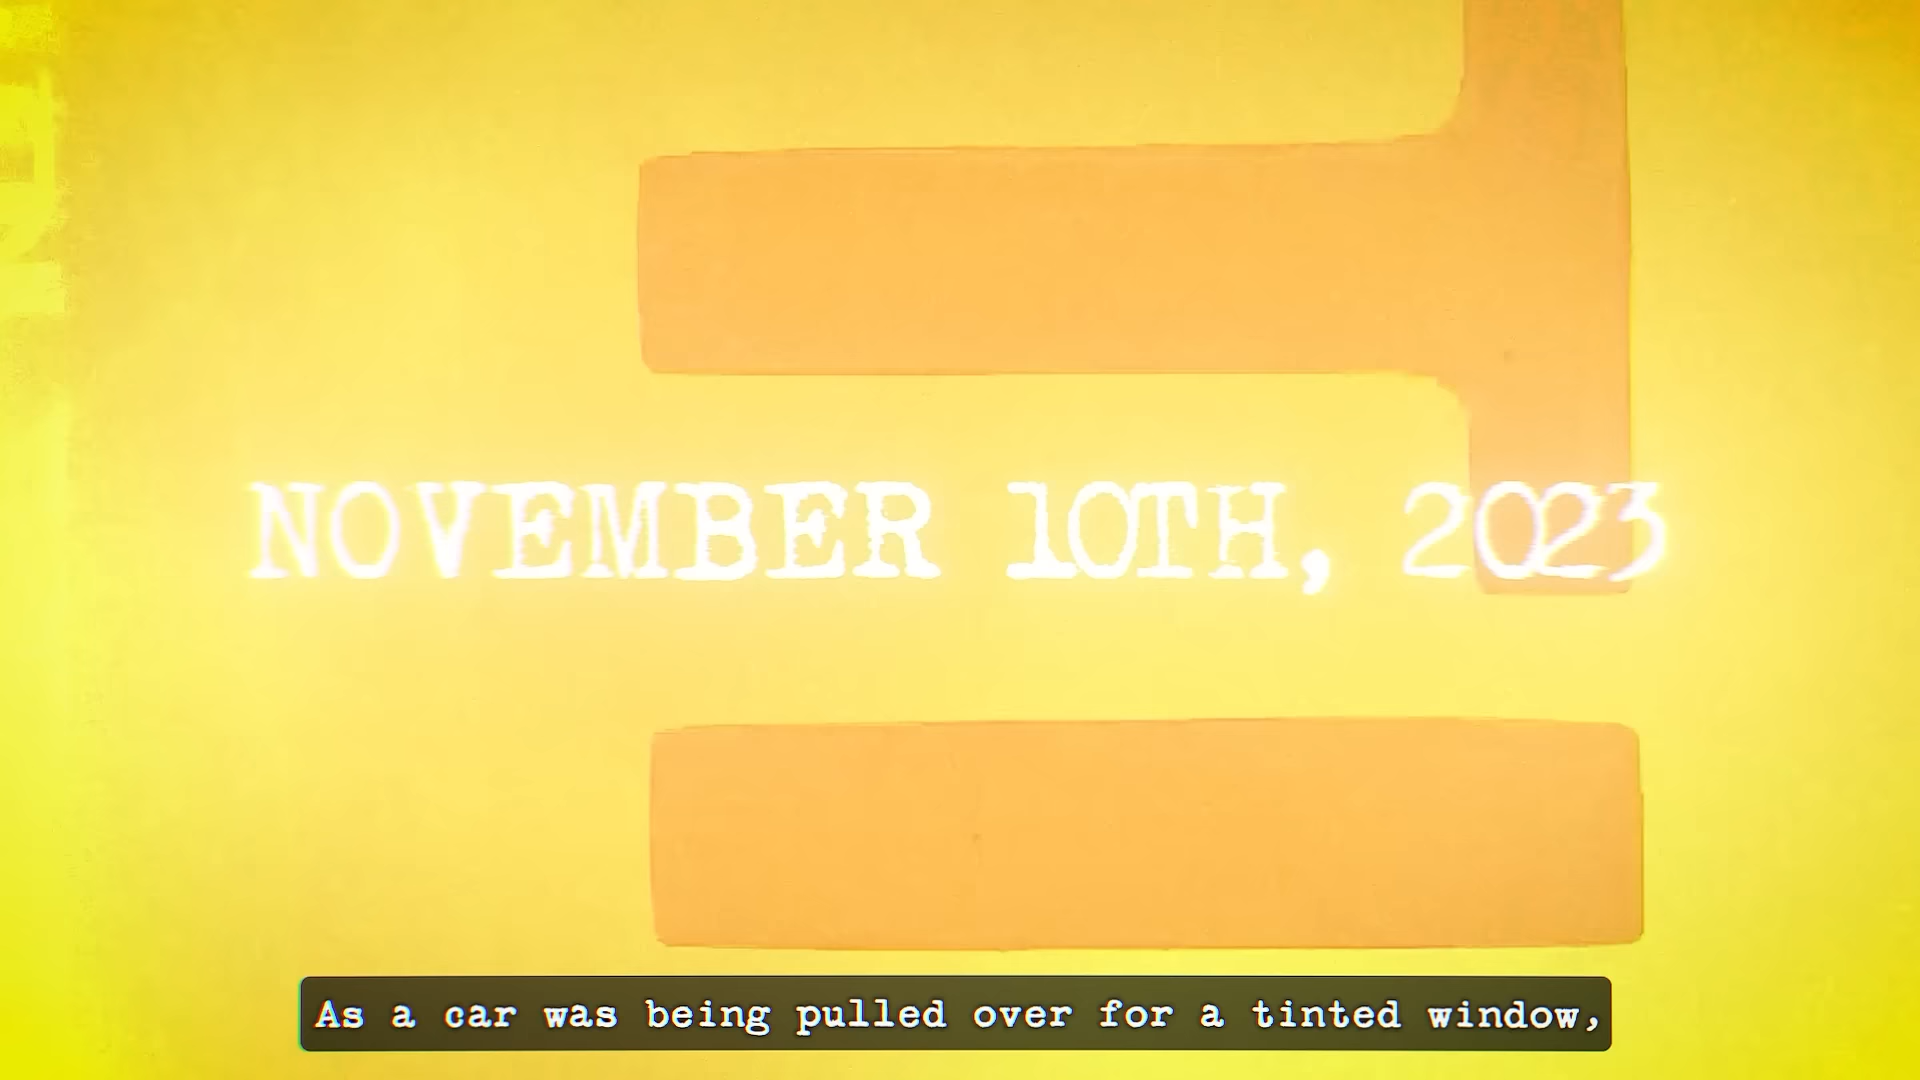 NOVEMBER 10TH, 2023
As a car was being pulled over for a tinted window,